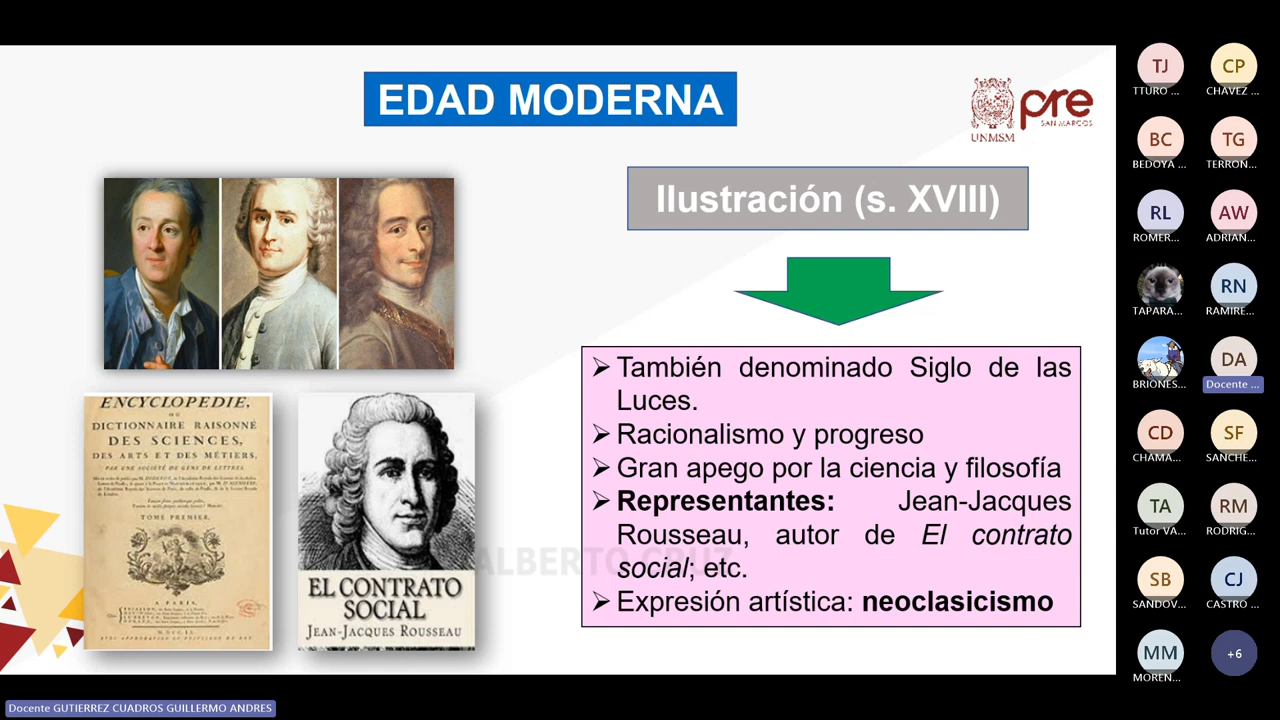 EDAD MODERNA
UNMSM
pre
SAN MARCOS
Ilustración (s. XVIII)
➢ También denominado Siglo de las
Luces.
➢ Racionalismo y progreso
➢ Gran apego por la ciencia y filosofía
➢ Representantes: Jean-Jacques
Rousseau, autor de El contrato
social; etc.
➢ Expresión artística: neoclasicismo
ENCYCLOPEDIE,
OU
DICTIONNAIRE RAISONNÉ
DES SCIENCES,
DES ARTS ET DES MÉTIERS,
PAR UNE SOCIÉTÉ DE GENS DE LETTRES.
TOME PREMIER.
A PARIS,
EL CONTRATO
SOCIAL
JEAN-JACQUES ROUSSEAU
ALBERTO CRUZ
TJ
TTURO ...
CP
CHAVEZ ...
BC
BEDOYA ...
TG
TERRON...
RL
ROMER...
AW
ADRIAN...
TAPARA...
RN
RAMIRE...
BRIONES...
DA
Docente ...
CD
CHAMA...
SF
SANCHE...
TA
Tutor VA...
RM
RODRIG...
SB
SANDOV...
CJ
CASTRO ...
MM
MOREN...
+6
Docente GUTIERREZ CUADROS GUILLERMO ANDRES